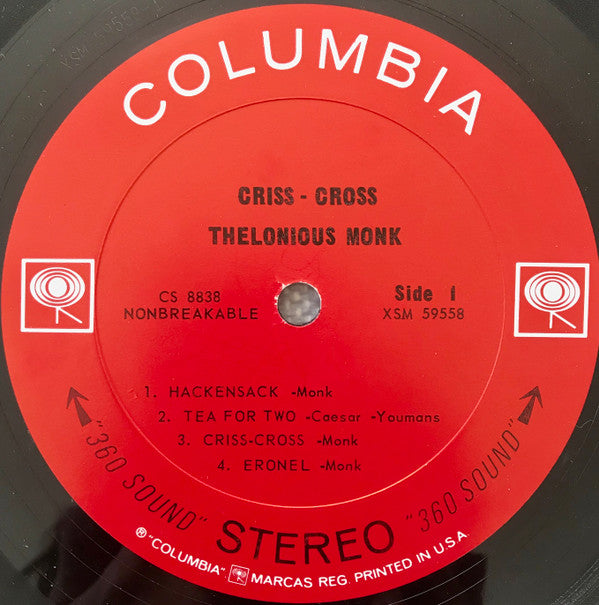 XSM 59558
COLUMBIA
CRISS - CROSS
THELONIOUS MONK
CS 8838
NONBREAKABLE
Side 1
XSM 59558
1. HACKENSACK -Monk
2. TEA FOR TWO -Caesar -Youmans
3. CRISS-CROSS -Monk
4. ERONEL -Monk
"360 SOUND" STEREO "360 SOUND"
® "COLUMBIA", MARCAS REG. PRINTED IN U.S.A.